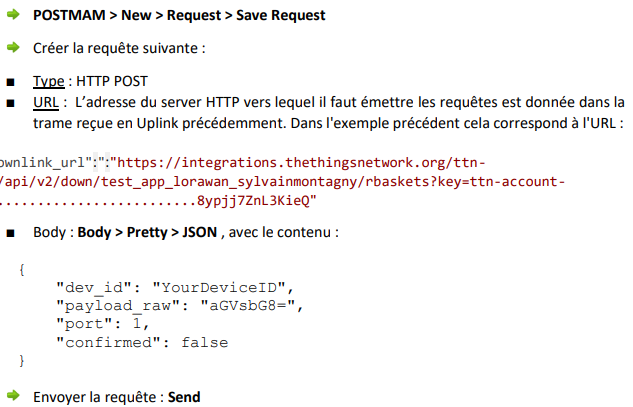 POSTMAM > New > Request > Save Request
Créer la requête suivante :
■ Type : HTTP POST
■ URL : L'adresse du server HTTP vers lequel il faut émettre les requêtes est donnée dans la
trame reçue en Uplink précédemment. Dans l'exemple précédent cela correspond à l'URL :
ownlink_url":":"https://integrations.thethingsnetwork.org/ttn-
/api/v2/down/test_app_lorawan_sylvainmontagny/rbaskets?key=ttn-account-
.........................8ypjj7ZnL3KieQ"
■ Body : Body > Pretty > JSON , avec le contenu :
{
"dev_id": "YourDeviceID",
"payload_raw": "aGVsbG8=",
"port": 1,
"confirmed": false
}
Envoyer la requête : Send